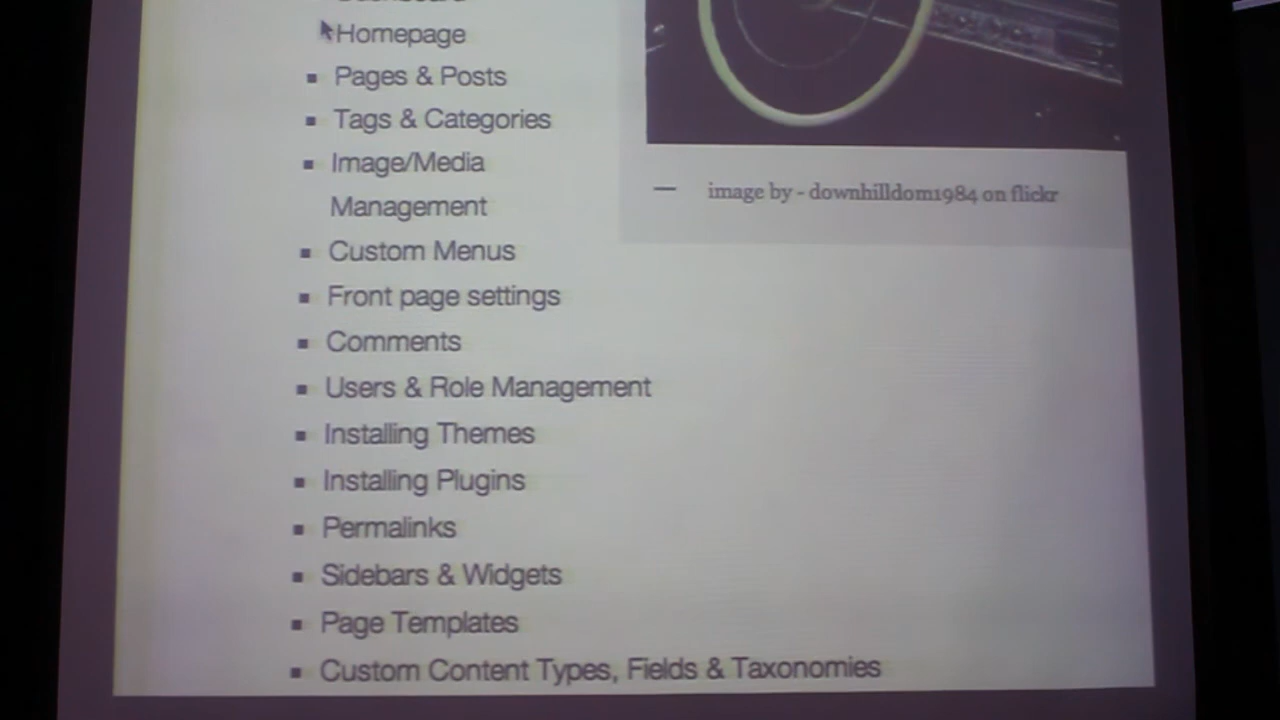 Homepage
Pages & Posts
Tags & Categories
Image/Media
Management
Custom Menus
Front page settings
Comments
Users & Role Management
Installing Themes
Installing Plugins
Permalinks
Sidebars & Widgets
Page Templates
Custom Content Types, Fields & Taxonomies
— image by - downhilldom1984 on flickr